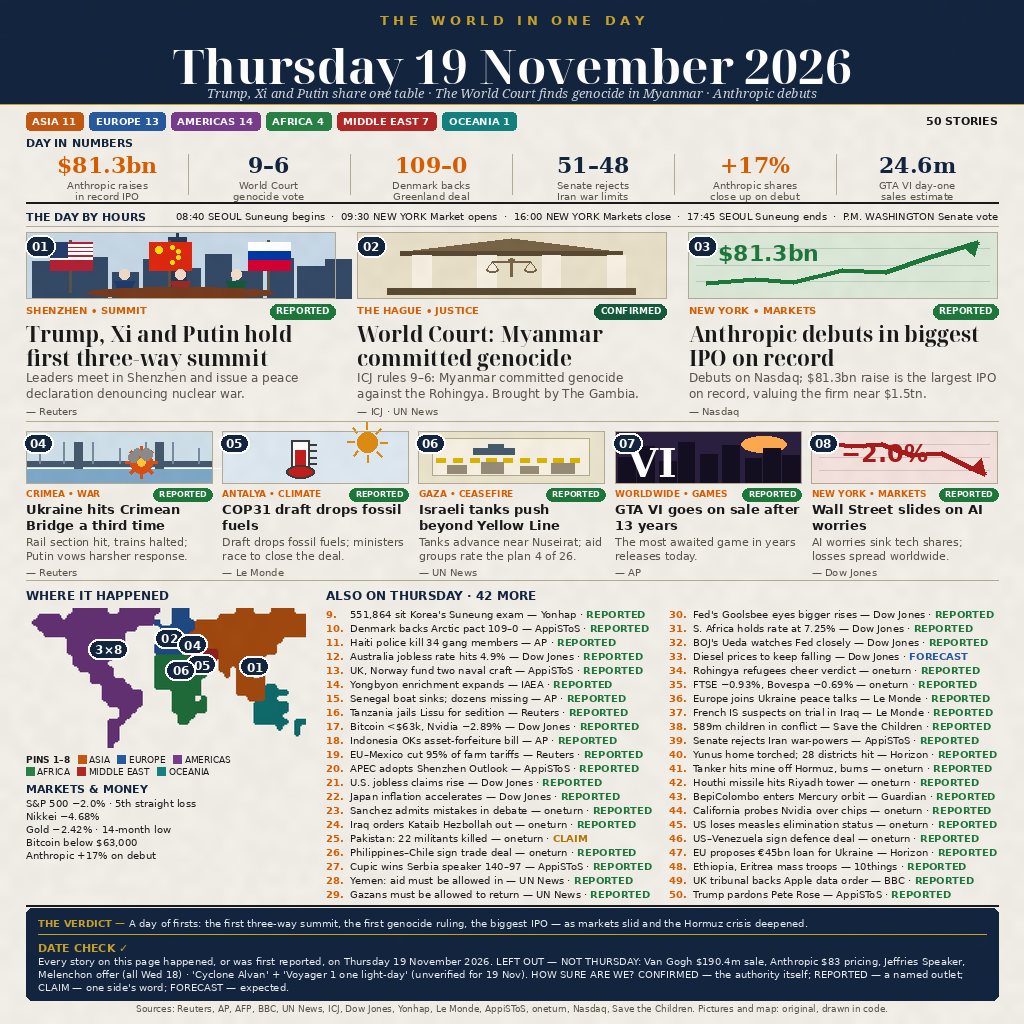 THE WORLD IN ONE DAY
Thursday 19 November 2026
Trump, Xi and Putin share one table · The World Court finds genocide in Myanmar · Anthropic debuts
ASIA 11
EUROPE 13
AMERICAS 14
AFRICA 4
MIDDLE EAST 7
OCEANIA 1
50 STORIES
DAY IN NUMBERS
$81.3bn
Anthropic raises
in record IPO
9–6
World Court
genocide vote
109–0
Denmark backs
Greenland deal
51–48
Senate rejects
Iran war limits
+17%
Anthropic shares
close up on debut
24.6m
GTA VI day-one
sales estimate
THE DAY BY HOURS
08:40 SEOUL Suneung begins · 09:30 NEW YORK Market opens · 16:00 NEW YORK Markets close · 17:45 SEOUL Suneung ends · P.M. WASHINGTON Senate vote
01
SHENZHEN • SUMMIT
REPORTED
Trump, Xi and Putin hold
first three-way summit
Leaders meet in Shenzhen and issue a peace
declaration denouncing nuclear war.
— Reuters
02
THE HAGUE • JUSTICE
CONFIRMED
World Court: Myanmar
committed genocide
ICJ rules 9–6: Myanmar committed genocide
against the Rohingya. Brought by The Gambia.
— ICJ · UN News
03
$81.3bn
NEW YORK • MARKETS
REPORTED
Anthropic debuts in biggest
IPO on record
Debuts on Nasdaq; $81.3bn raise is the largest IPO
on record, valuing the firm near $1.5tn.
— Nasdaq
04
CRIMEA • WAR
REPORTED
Ukraine hits Crimean
Bridge a third time
Rail section hit, trains halted;
Putin vows harsher response.
— Reuters
05
ANTALYA • CLIMATE
REPORTED
COP31 draft drops fossil
fuels
Draft drops fossil fuels; ministers
race to close the deal.
— Le Monde
06
GAZA • CEASEFIRE
REPORTED
Israeli tanks push
beyond Yellow Line
Tanks advance near Nuseirat; aid
groups rate the plan 4 of 26.
— UN News
07
VI
WORLDWIDE • GAMES
REPORTED
GTA VI goes on sale after
13 years
The most awaited game in years
releases today.
— AP
08
−2.0%
NEW YORK • MARKETS
REPORTED
Wall Street slides on AI
worries
AI worries sink tech shares;
losses spread worldwide.
— Dow Jones
WHERE IT HAPPENED
3×8
02
04
06
05
01
PINS 1–8 ASIA EUROPE AMERICAS
AFRICA MIDDLE EAST OCEANIA
MARKETS & MONEY
S&P 500 −2.0% · 5th straight loss
Nikkei −4.68%
Gold −2.42% · 14-month low
Bitcoin below $63,000
Anthropic +17% on debut
ALSO ON THURSDAY · 42 MORE
9. 551,864 sit Korea's Suneung exam — Yonhap · REPORTED
10. Denmark backs Arctic pact 109–0 — AppiSToS · REPORTED
11. Haiti police kill 34 gang members — AP · REPORTED
12. Australia jobless rate hits 4.9% — Dow Jones · REPORTED
13. UK, Norway fund two naval craft — AppiSToS · REPORTED
14. Yongbyon enrichment expands — IAEA · REPORTED
15. Senegal boat sinks; dozens missing — AP · REPORTED
16. Tanzania jails Lissu for sedition — Reuters · REPORTED
17. Bitcoin <$63k, Nvidia −2.89% — Dow Jones · REPORTED
18. Indonesia OKs asset-forfeiture bill — AP · REPORTED
19. EU–Mexico cut 95% of farm tariffs — Reuters · REPORTED
20. APEC adopts Shenzhen Outlook — AppiSToS · REPORTED
21. U.S. jobless claims rise — Dow Jones · REPORTED
22. Japan inflation accelerates — Dow Jones · REPORTED
23. Sanchez admits mistakes in debate — oneturn · REPORTED
24. Iraq orders Kataib Hezbollah out — oneturn · REPORTED
25. Pakistan: 22 militants killed — oneturn · CLAIM
26. Philippines–Chile sign trade deal — oneturn · REPORTED
27. Cupic wins Serbia speaker 140–97 — AppiSToS · REPORTED
28. Yemen: aid must be allowed in — UN News · REPORTED
29. Gazans must be allowed to return — UN News · REPORTED
30. Fed's Goolsbee eyes bigger rises — Dow Jones · REPORTED
31. S. Africa holds rate at 7.25% — Dow Jones · REPORTED
32. BOJ's Ueda watches Fed closely — Dow Jones · REPORTED
33. Diesel prices to keep falling — Dow Jones · FORECAST
34. Rohingya refugees cheer verdict — oneturn · REPORTED
35. FTSE −0.93%, Bovespa −0.69% — oneturn · REPORTED
36. Europe joins Ukraine peace talks — Le Monde · REPORTED
37. French IS suspects on trial in Iraq — Le Monde · REPORTED
38. 589m children in conflict — Save the Children · REPORTED
39. Senate rejects Iran war-powers — AppiSToS · REPORTED
40. Yunus home torched; 28 districts hit — Horizon · REPORTED
41. Tanker hits mine off Hormuz, burns — oneturn · REPORTED
42. Houthi missile hits Riyadh tower — oneturn · REPORTED
43. BepiColombo enters Mercury orbit — Guardian · REPORTED
44. California probes Nvidia over chips — oneturn · REPORTED
45. US loses measles elimination status — oneturn · REPORTED
46. US–Venezuela sign defence deal — oneturn · REPORTED
47. EU proposes €45bn loan for Ukraine — Horizon · REPORTED
48. Ethiopia, Eritrea mass troops — 10things · REPORTED
49. UK tribunal backs Apple data order — BBC · REPORTED
50. Trump pardons Pete Rose — AppiSToS · REPORTED
THE VERDICT — A day of firsts: the first three-way summit, the first genocide ruling, the biggest IPO — as markets slid and the Hormuz crisis deepened.
DATE CHECK ✓
Every story on this page happened, or was first reported, on Thursday 19 November 2026. LEFT OUT — NOT THURSDAY: Van Gogh $190.4m sale, Anthropic $83 pricing, Jeffries Speaker,
Melenchon offer (all Wed 18) · 'Cyclone Alvan' + 'Voyager 1 one light-day' (unverified for 19 Nov). HOW SURE ARE WE? CONFIRMED — the authority itself; REPORTED — a named outlet;
CLAIM — one side's word; FORECAST — expected.
Sources: Reuters, AP, AFP, BBC, UN News, ICJ, Dow Jones, Yonhap, Le Monde, AppiSToS, oneturn, Nasdaq, Save the Children. Pictures and map: original, drawn in code.